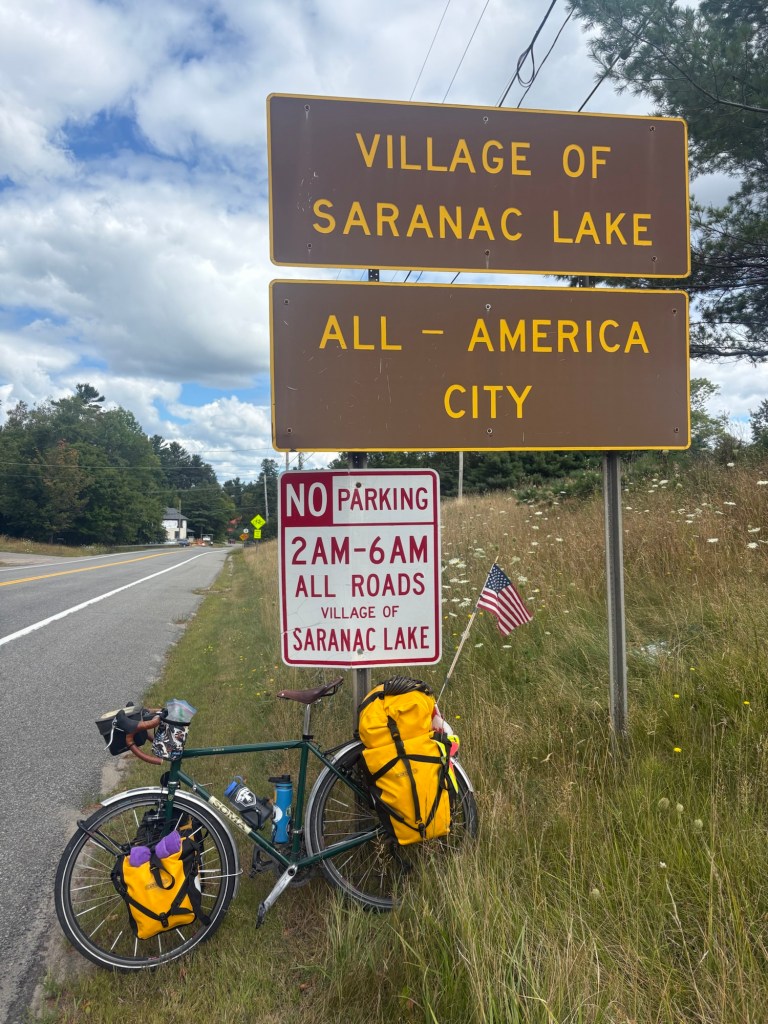 VILLAGE OF
SARANAC LAKE
ALL - AMERICA
CITY
NO PARKING
2AM-6AM
ALL ROADS
VILLAGE OF
SARANAC LAKE